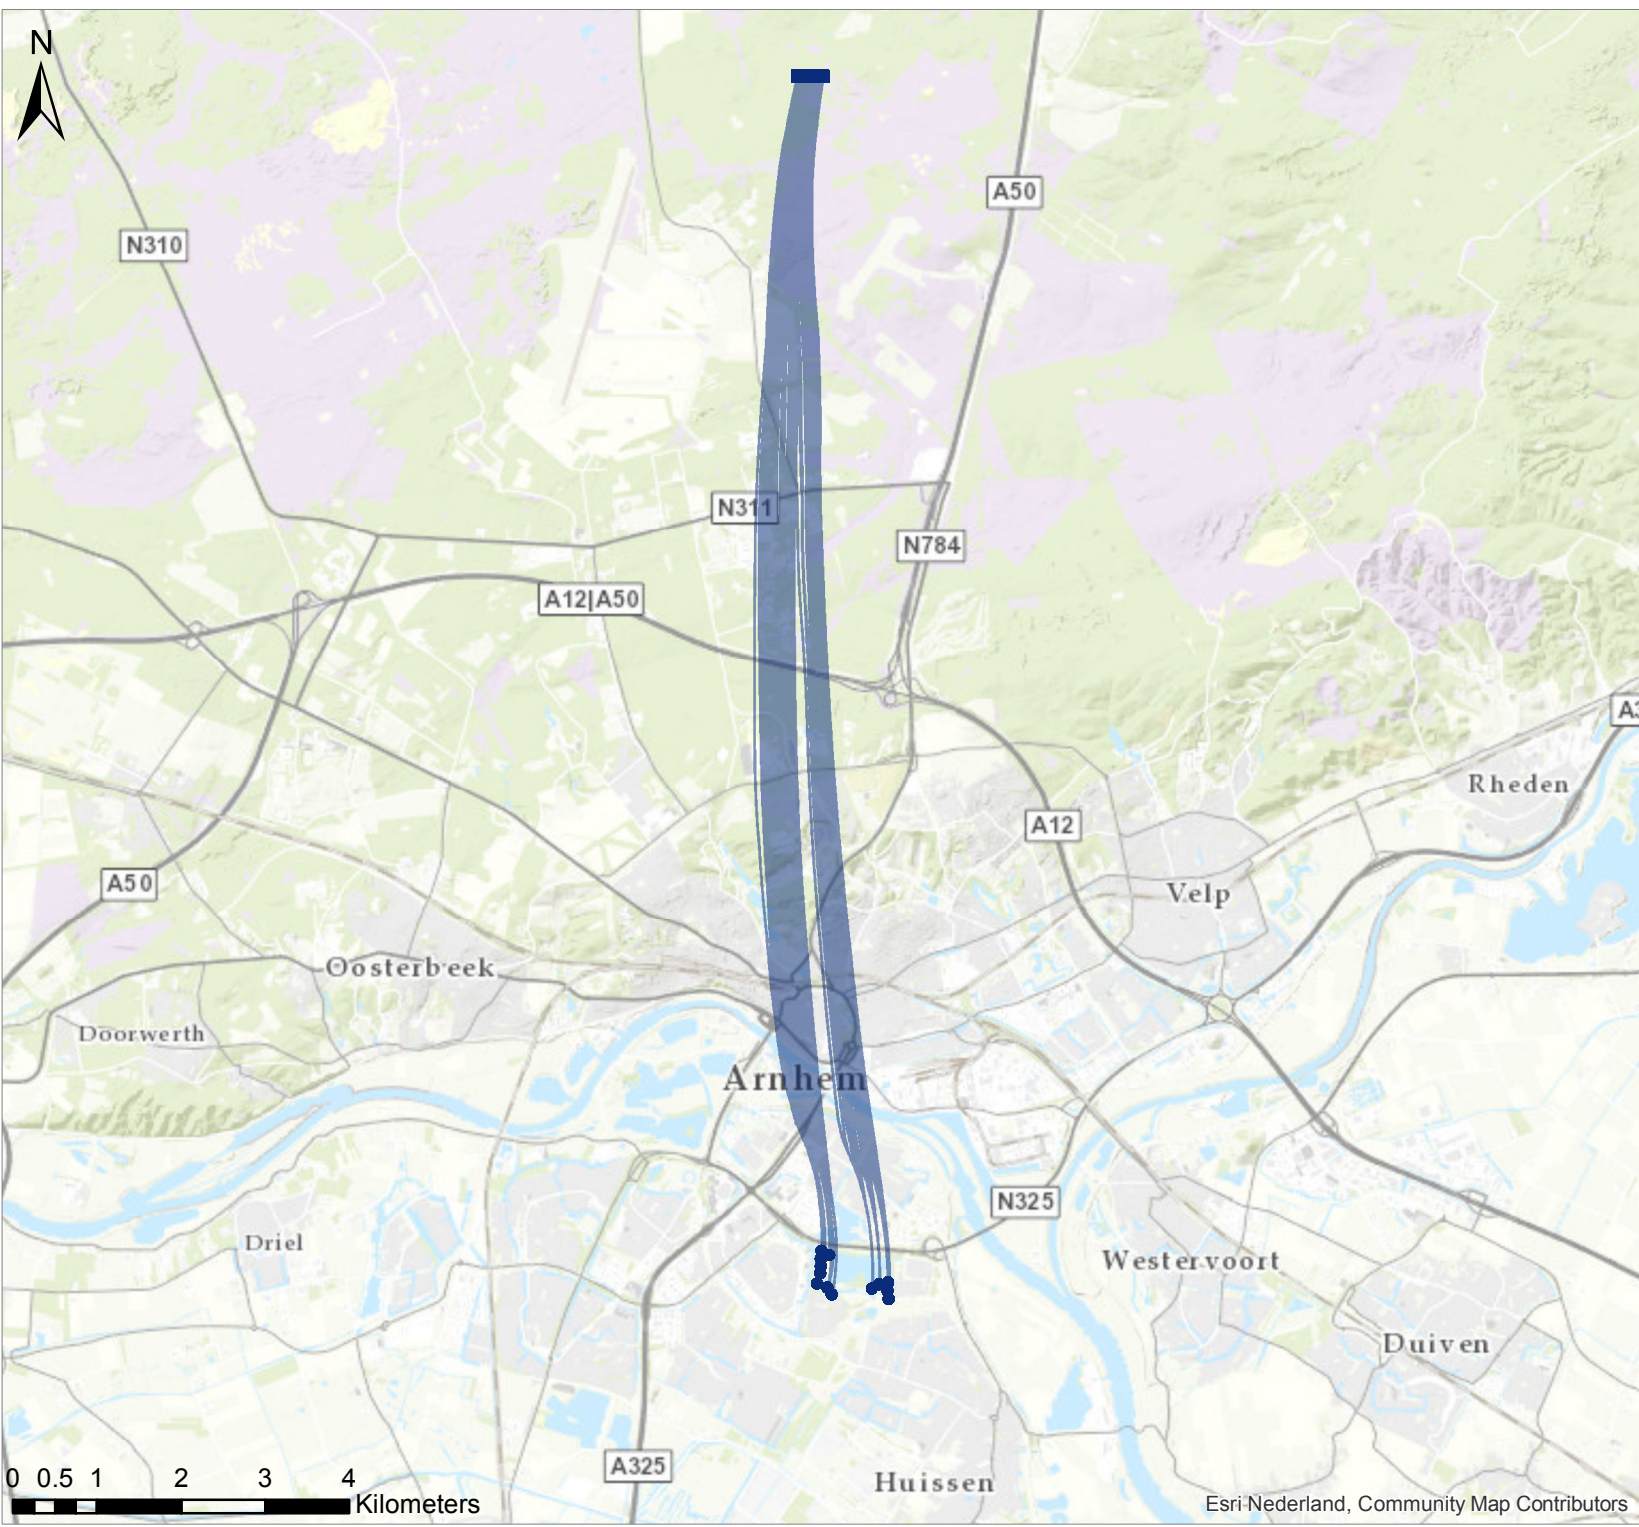 N
A50
N310
N311
N784
A12|A50
A3
Rheden
A12
A50
Velp
Oosterbeek
Doorwerth
Arnhem
N325
Driel
Westervoort
Duiven
A325
Huissen
0 0.5 1 2 3 4
Kilometers
Esri Nederland, Community Map Contributors